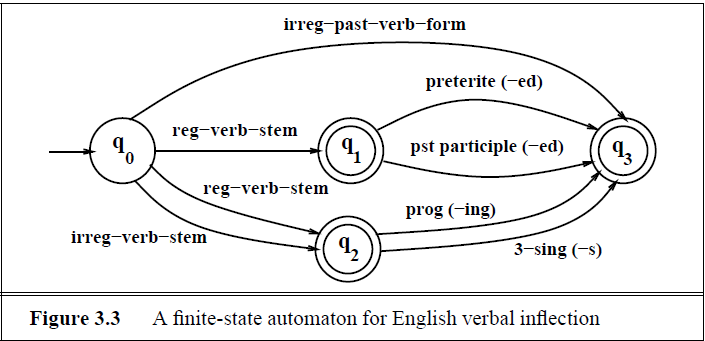 irreg−past−verb−form
preterite (−ed)
reg−verb−stem
q0
q1
pst participle (−ed)
q3
reg−verb−stem
prog (−ing)
irreg−verb−stem
q2
3−sing (−s)
Figure 3.3 A finite-state automaton for English verbal inflection